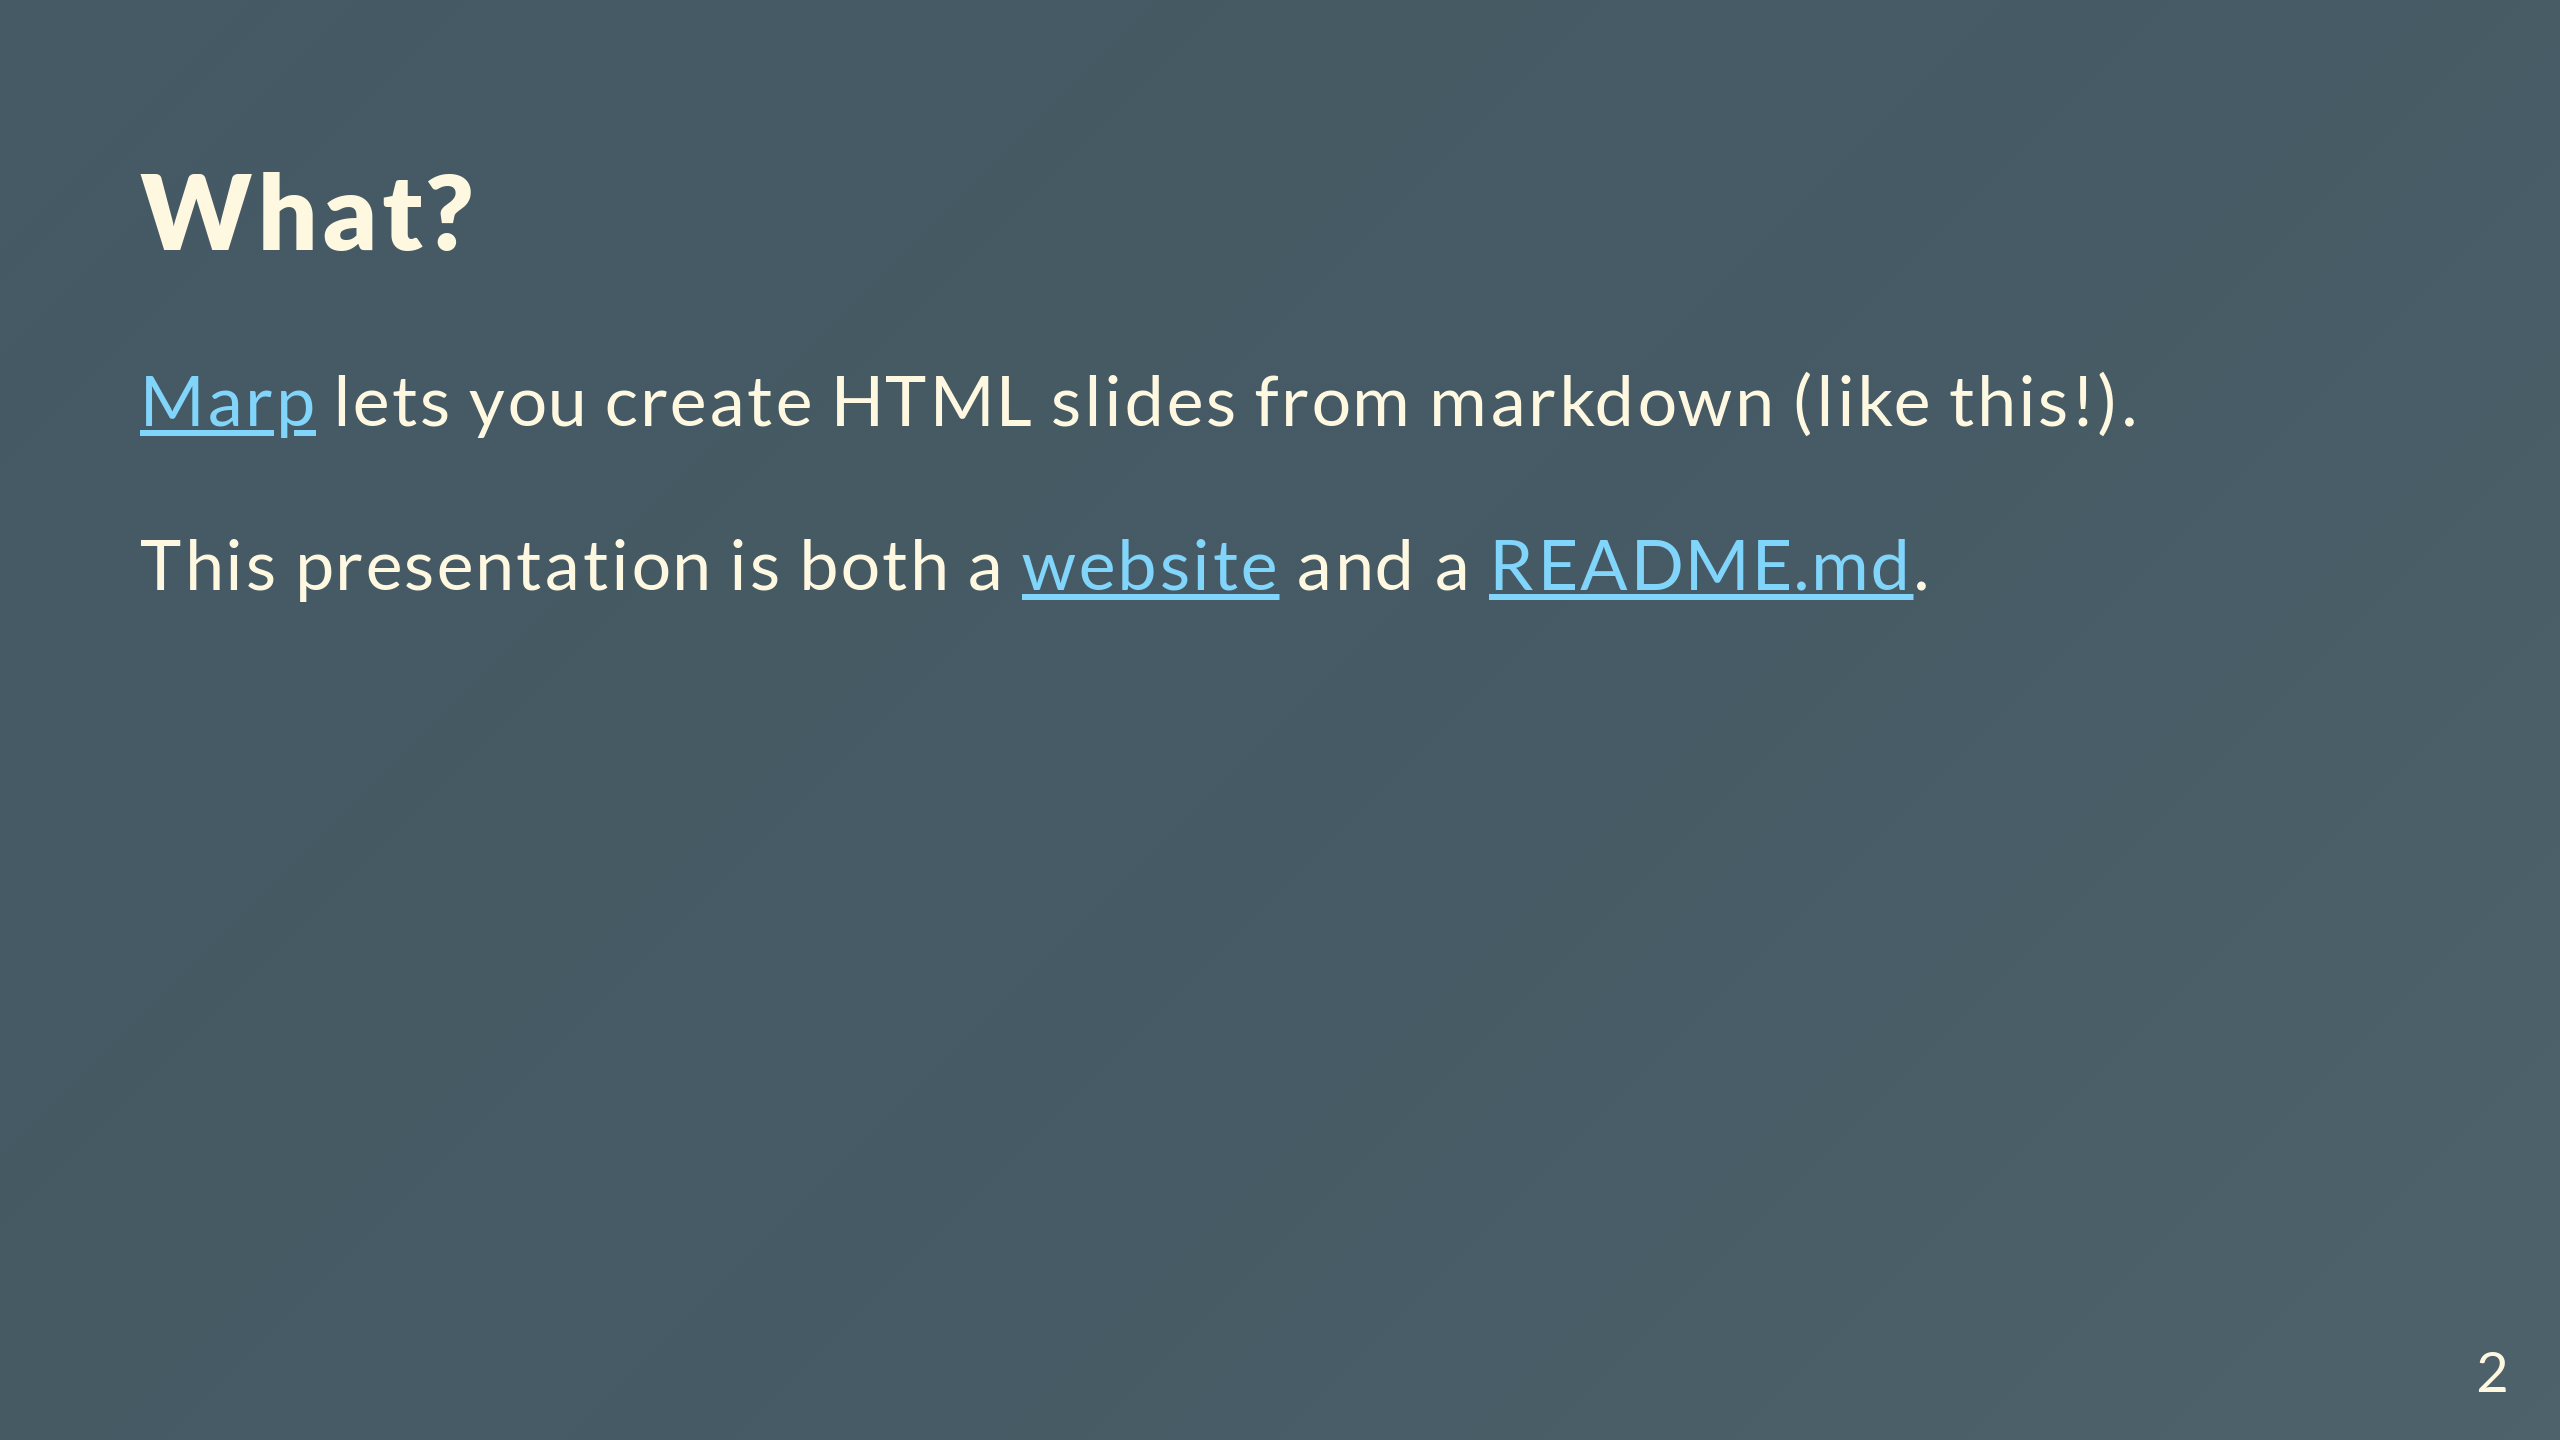 What?
Marp lets you create HTML slides from markdown (like this!).
This presentation is both a website and a README.md.
2